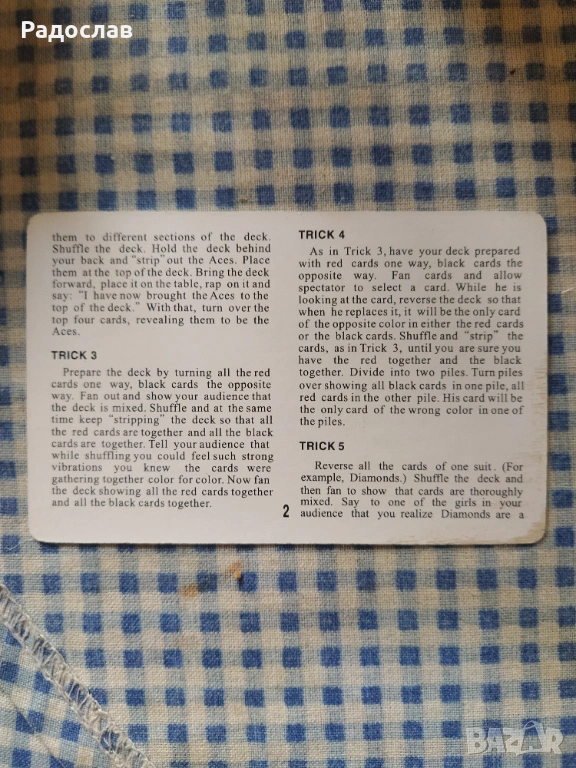 Радослав
them to different sections of the deck.
Shuffle the deck. Hold the deck behind
your back and "strip" out the Aces. Place
them at the top of the deck. Bring the deck
forward, place it on the table, rap on it and
say: "I have now brought the Aces to the
top of the deck." With that, turn over the
top four cards, revealing them to be the
Aces.
TRICK 3
Prepare the deck by turning all the red
cards one way, black cards the opposite
way. Fan out and show your audience that
the deck is mixed. Shuffle and at the same
time keep "stripping" the deck so that all
the red cards are together and all the black
cards are together. Tell your audience that
while shuffling you could feel such strong
vibrations you knew the cards were
gathering together color for color. Now fan
the deck showing all the red cards together
and all the black cards together.
TRICK 4
As in Trick 3, have your deck prepared
with red cards one way, black cards the
opposite way. Fan cards and allow
spectator to select a card. While he is
looking at the card, reverse the deck so that
when he replaces it, it will be the only card
of the opposite color in either the red cards
or the black cards. Shuffle and "strip" the
cards, as in Trick 3, until you are sure you
have the red together and the black
together. Divide into two piles. Turn piles
over showing all black cards in one pile, all
red cards in the other pile. His card will be
the only card of the wrong color in one of
the piles.
TRICK 5
Reverse all the cards of one suit. (For
example, Diamonds.) Shuffle the deck and
then fan to show that cards are thoroughly
mixed. Say to one of the girls in your
audience that you realize Diamonds are a
2
BAZAR